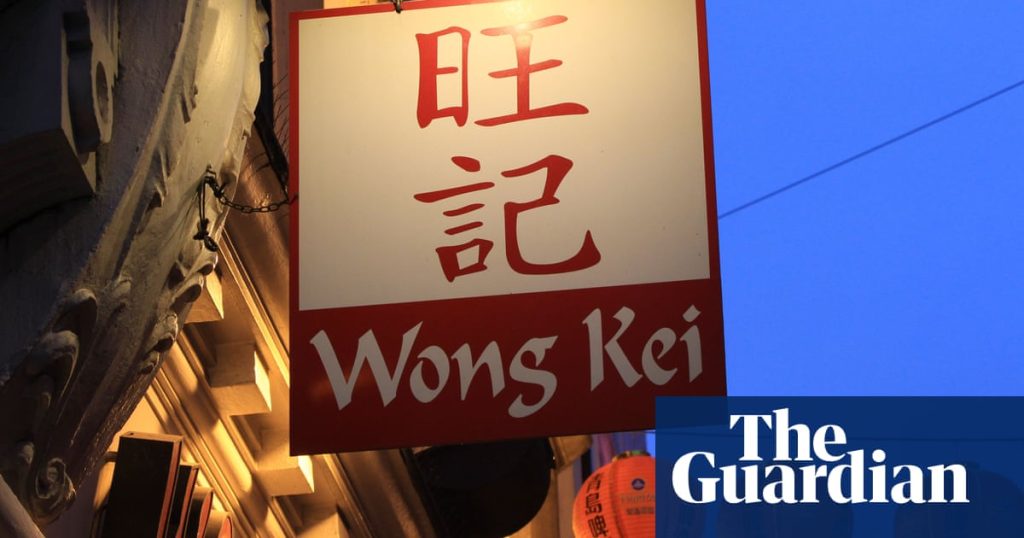 旺
記
Wong Kei
The
Guardian